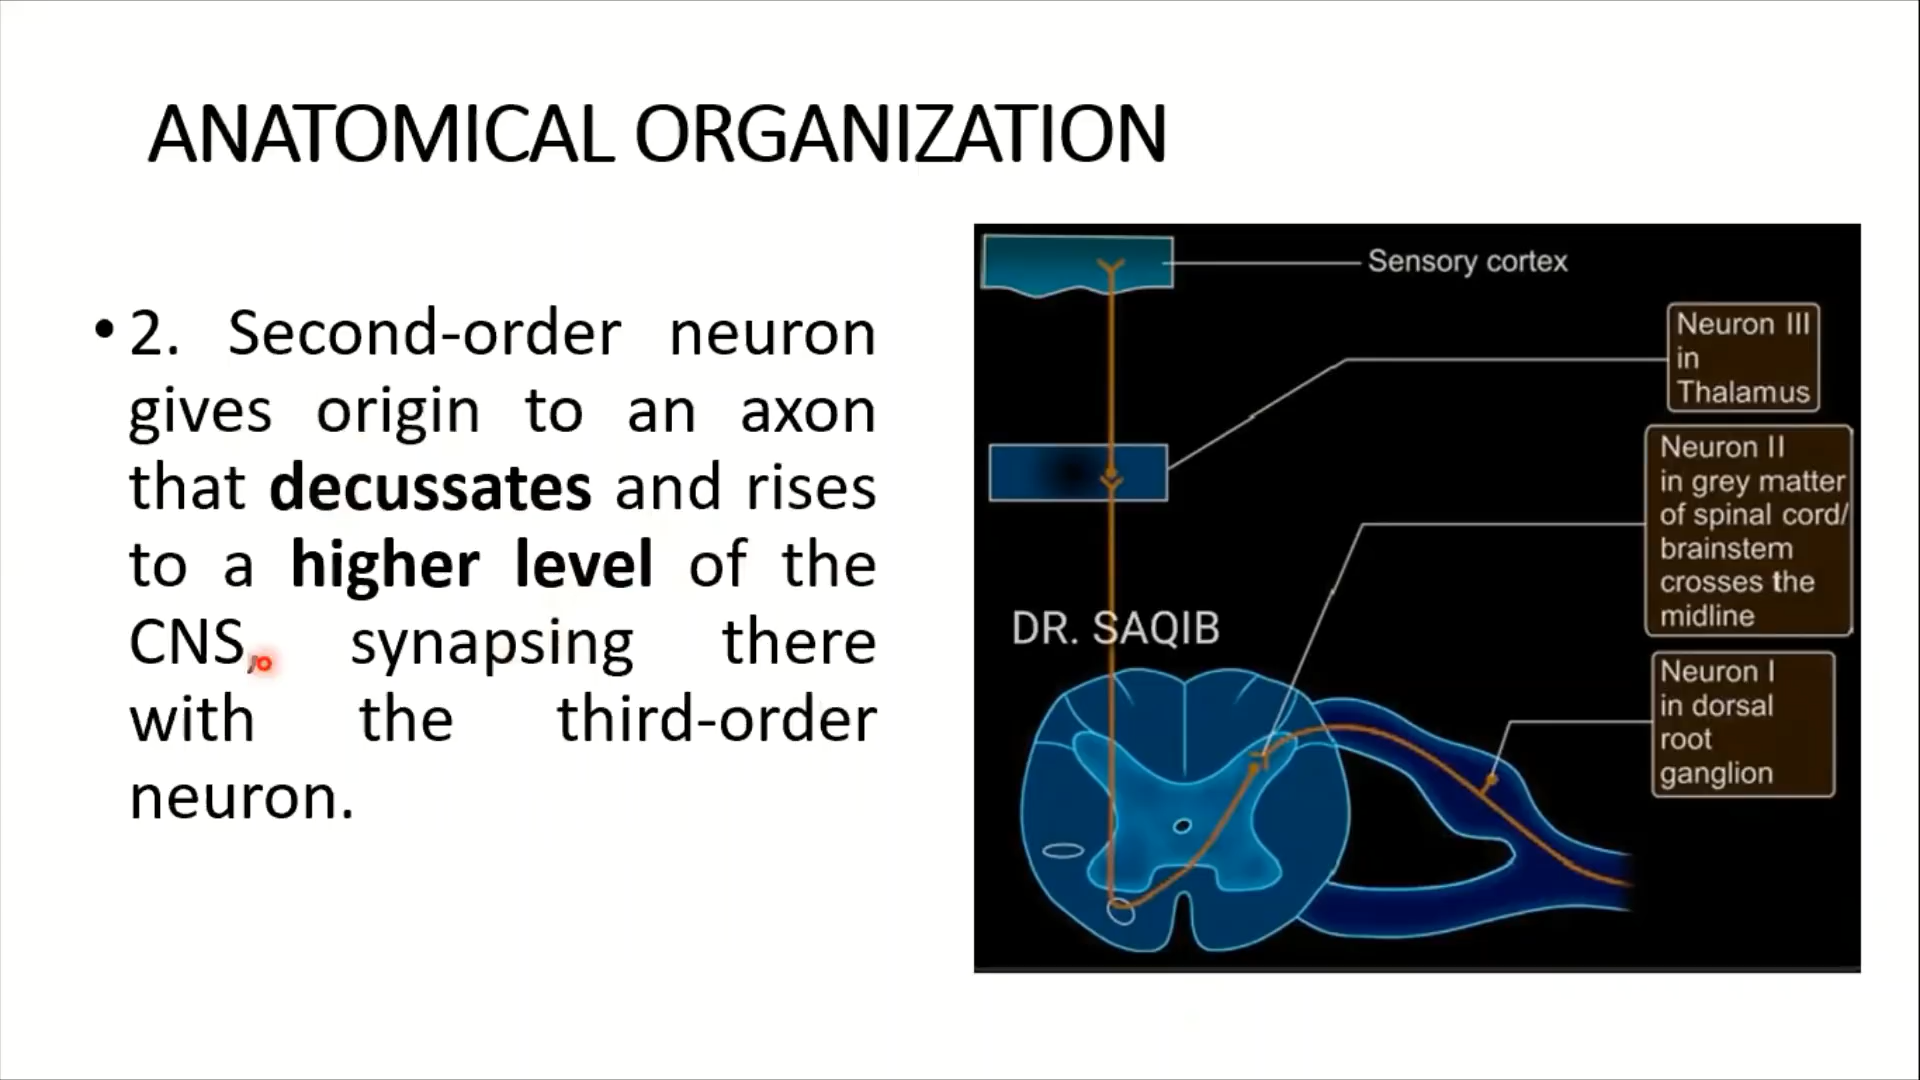 ANATOMICAL ORGANIZATION
• 2. Second-order neuron
gives origin to an axon
that decussates and rises
to a higher level of the
CNS, synapsing there
with the third-order
neuron.
Sensory cortex
Neuron III
in
Thalamus
Neuron II
in grey matter
of spinal cord/
brainstem
crosses the
midline
DR. SAQIB
Neuron I
in dorsal
root
ganglion